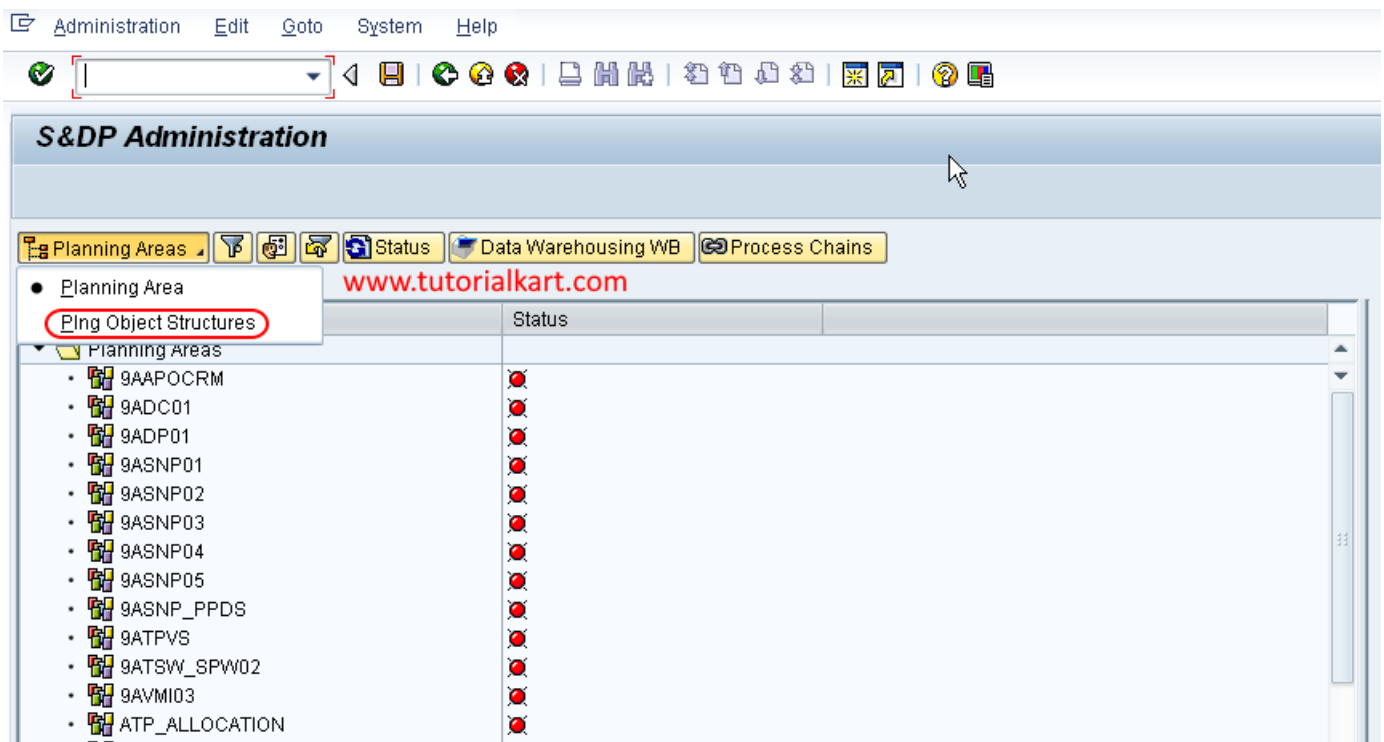 Administration Edit Goto System Help
S&DP Administration
Planning Areas Status Data Warehousing WB Process Chains
www.tutorialkart.com
Planning Area
Plng Object Structures
Status
Planning Areas
9AAPOCRM
9ADC01
9ADP01
9ASNP01
9ASNP02
9ASNP03
9ASNP04
9ASNP05
9ASNP_PPDS
9ATPVS
9ATSW_SPW02
9AVMI03
ATP_ALLOCATION